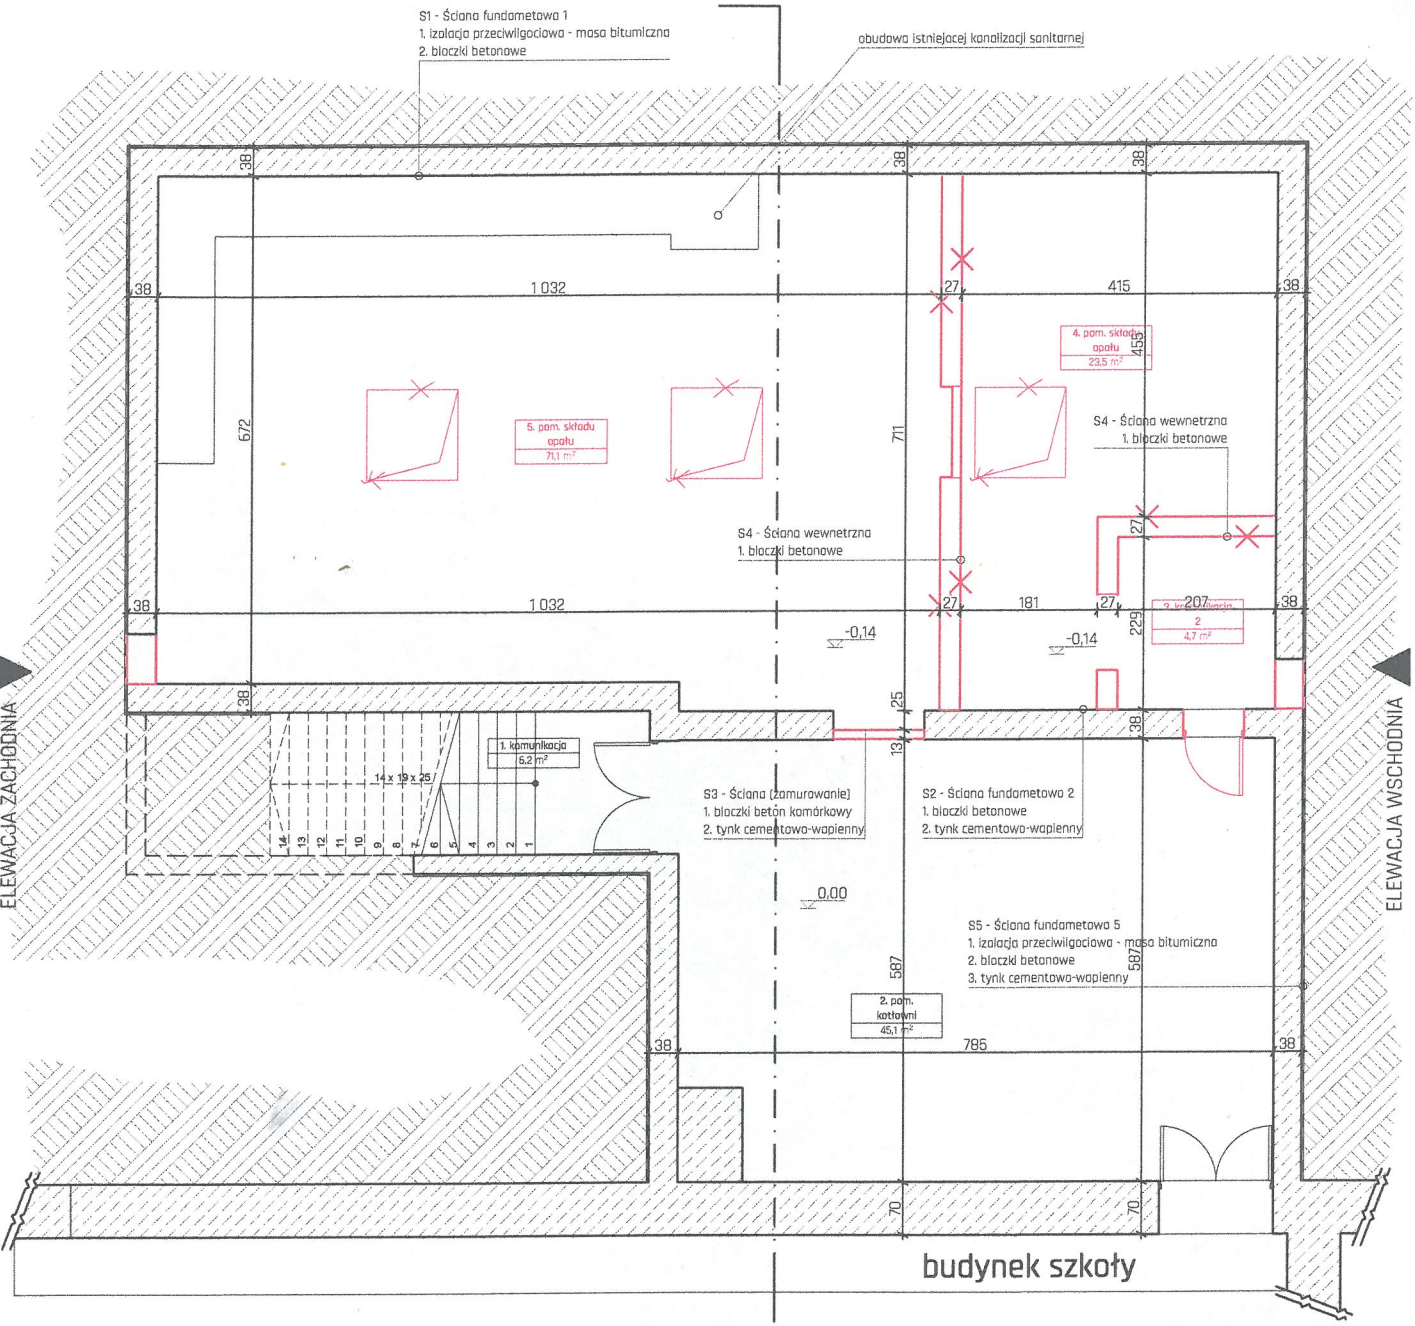 S1 - Ściana fundametowa 1
1. izolacja przeciwilgociowa - masa bitumiczna
2. bloczki betonowe
obudowa istniejacej kanalizacji sanitarnej
38
38
38
38
1 032
27
415
38
4. pom. składu
opału
23,5 m²
455
672
711
5. pom. składu
opału
71,1 m²
S4 - Ściana wewnetrzna
1. bloczki betonowe
27
S4 - Ściana wewnetrzna
1. bloczki betonowe
38
1 032
27
181
27
207
38
2
4,7 m²
229
-0,14
-0,14
38
25
13
38
1. komunikacja
6,2 m²
14 x 19 x 25
14
13
12
11
10
9
8
7
6
5
4
3
2
1
S3 - Ściana (zamurowanie)
1. bloczki beton komórkowy
2. tynk cementowo-wapienny
S2 - Ściana fundametowa 2
1. bloczki betonowe
2. tynk cementowo-wapienny
0,00
S5 - Ściana fundametowa 5
1. izolacja przeciwilgociowa - masa bitumiczna
2. bloczki betonowe
3. tynk cementowo-wapienny
587
587
2. pom.
kotłowni
45,1 m²
38
785
38
70
70
budynek szkoły
ELEWACJA ZACHODNIA
ELEWACJA WSCHODNIA